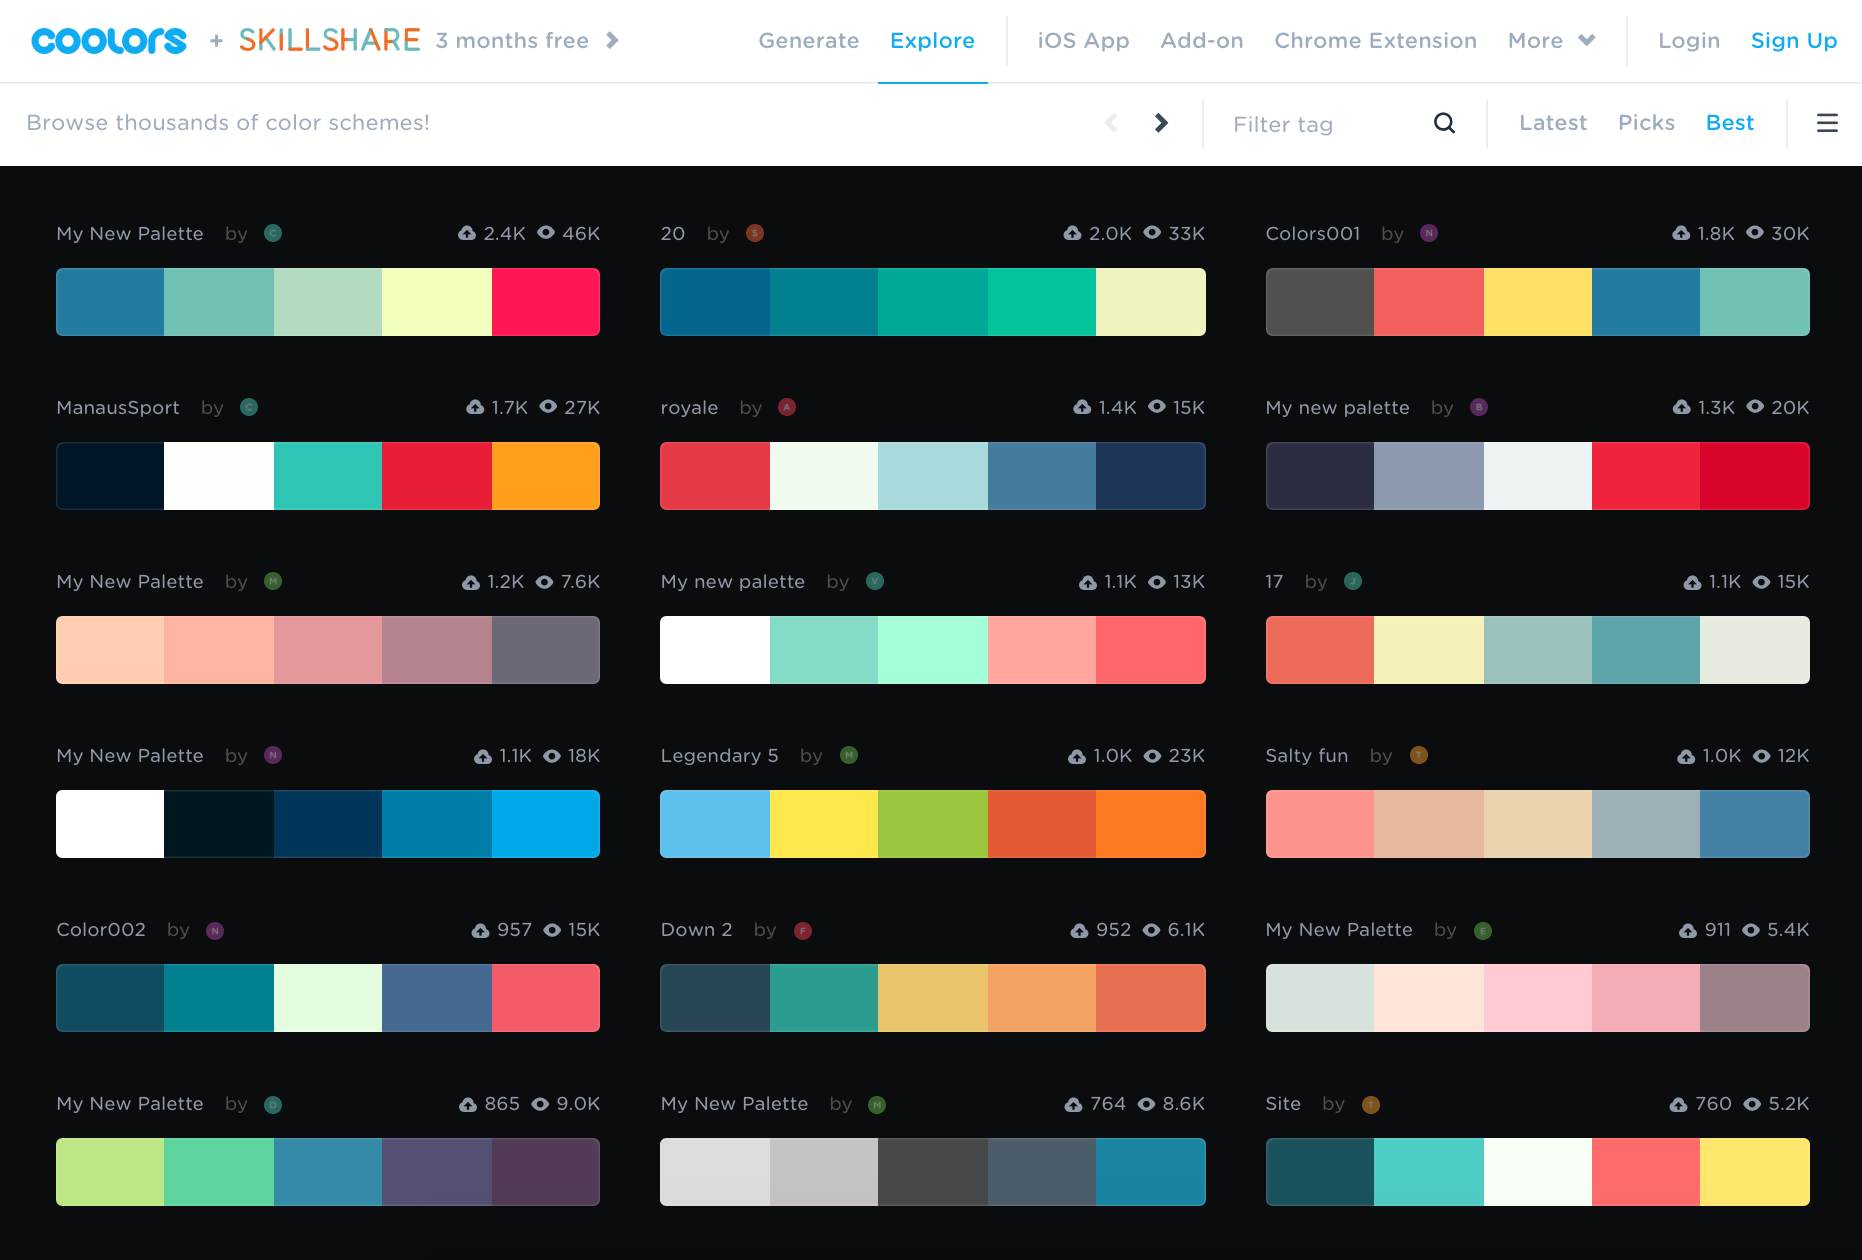 coolors + SKILLSHARE 3 months free Generate Explore iOS App Add-on Chrome Extension More Login Sign Up
Browse thousands of color schemes! Filter tag Latest Picks Best
My New Palette by C 2.4K 46K
20 by S 2.0K 33K
Colors001 by N 1.8K 30K
ManausSport by C 1.7K 27K
royale by A 1.4K 15K
My new palette by B 1.3K 20K
My New Palette by M 1.2K 7.6K
My new palette by V 1.1K 13K
17 by J 1.1K 15K
My New Palette by N 1.1K 18K
Legendary 5 by M 1.0K 23K
Salty fun by T 1.0K 12K
Color002 by N 957 15K
Down 2 by F 952 6.1K
My New Palette by E 911 5.4K
My New Palette by D 865 9.0K
My New Palette by M 764 8.6K
Site by T 760 5.2K